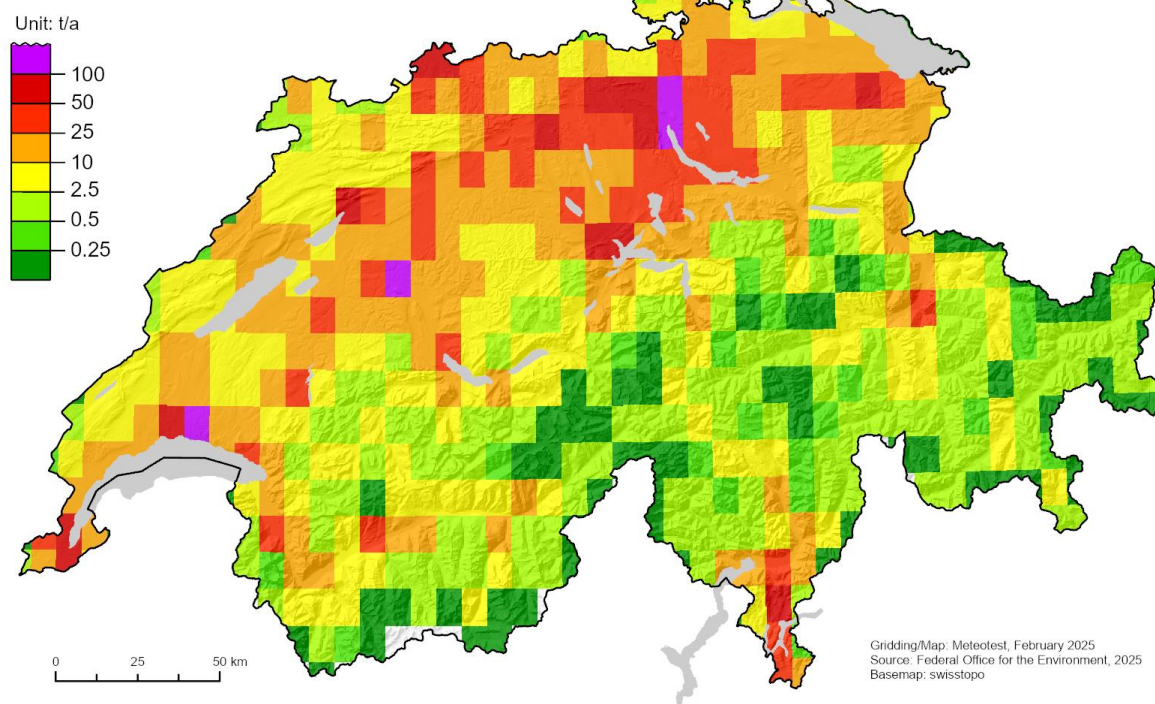 Unit: t/a
100
50
25
10
2.5
0.5
0.25
0 25 50 km
Gridding/Map: Meteotest, February 2025
Source: Federal Office for the Environment, 2025
Basemap: swisstopo